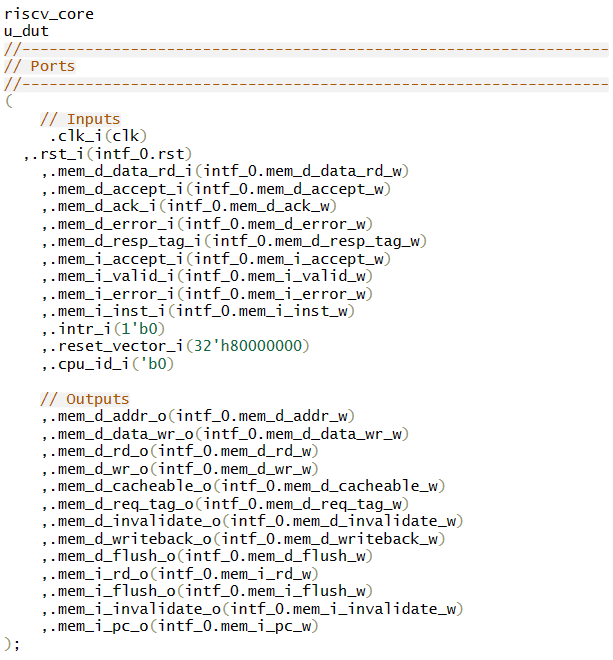 riscv_core
u_dut
//-----------------------------------------------------------------
// Ports
//-----------------------------------------------------------------
(
    // Inputs
     .clk_i(clk)
  ,.rst_i(intf_0.rst)
    ,.mem_d_data_rd_i(intf_0.mem_d_data_rd_w)
    ,.mem_d_accept_i(intf_0.mem_d_accept_w)
    ,.mem_d_ack_i(intf_0.mem_d_ack_w)
    ,.mem_d_error_i(intf_0.mem_d_error_w)
    ,.mem_d_resp_tag_i(intf_0.mem_d_resp_tag_w)
    ,.mem_i_accept_i(intf_0.mem_i_accept_w)
    ,.mem_i_valid_i(intf_0.mem_i_valid_w)
    ,.mem_i_error_i(intf_0.mem_i_error_w)
    ,.mem_i_inst_i(intf_0.mem_i_inst_w)
    ,.intr_i(1'b0)
    ,.reset_vector_i(32'h80000000)
    ,.cpu_id_i('b0)

    // Outputs
    ,.mem_d_addr_o(intf_0.mem_d_addr_w)
    ,.mem_d_data_wr_o(intf_0.mem_d_data_wr_w)
    ,.mem_d_rd_o(intf_0.mem_d_rd_w)
    ,.mem_d_wr_o(intf_0.mem_d_wr_w)
    ,.mem_d_cacheable_o(intf_0.mem_d_cacheable_w)
    ,.mem_d_req_tag_o(intf_0.mem_d_req_tag_w)
    ,.mem_d_invalidate_o(intf_0.mem_d_invalidate_w)
    ,.mem_d_writeback_o(intf_0.mem_d_writeback_w)
    ,.mem_d_flush_o(intf_0.mem_d_flush_w)
    ,.mem_i_rd_o(intf_0.mem_i_rd_w)
    ,.mem_i_flush_o(intf_0.mem_i_flush_w)
    ,.mem_i_invalidate_o(intf_0.mem_i_invalidate_w)
    ,.mem_i_pc_o(intf_0.mem_i_pc_w)
);